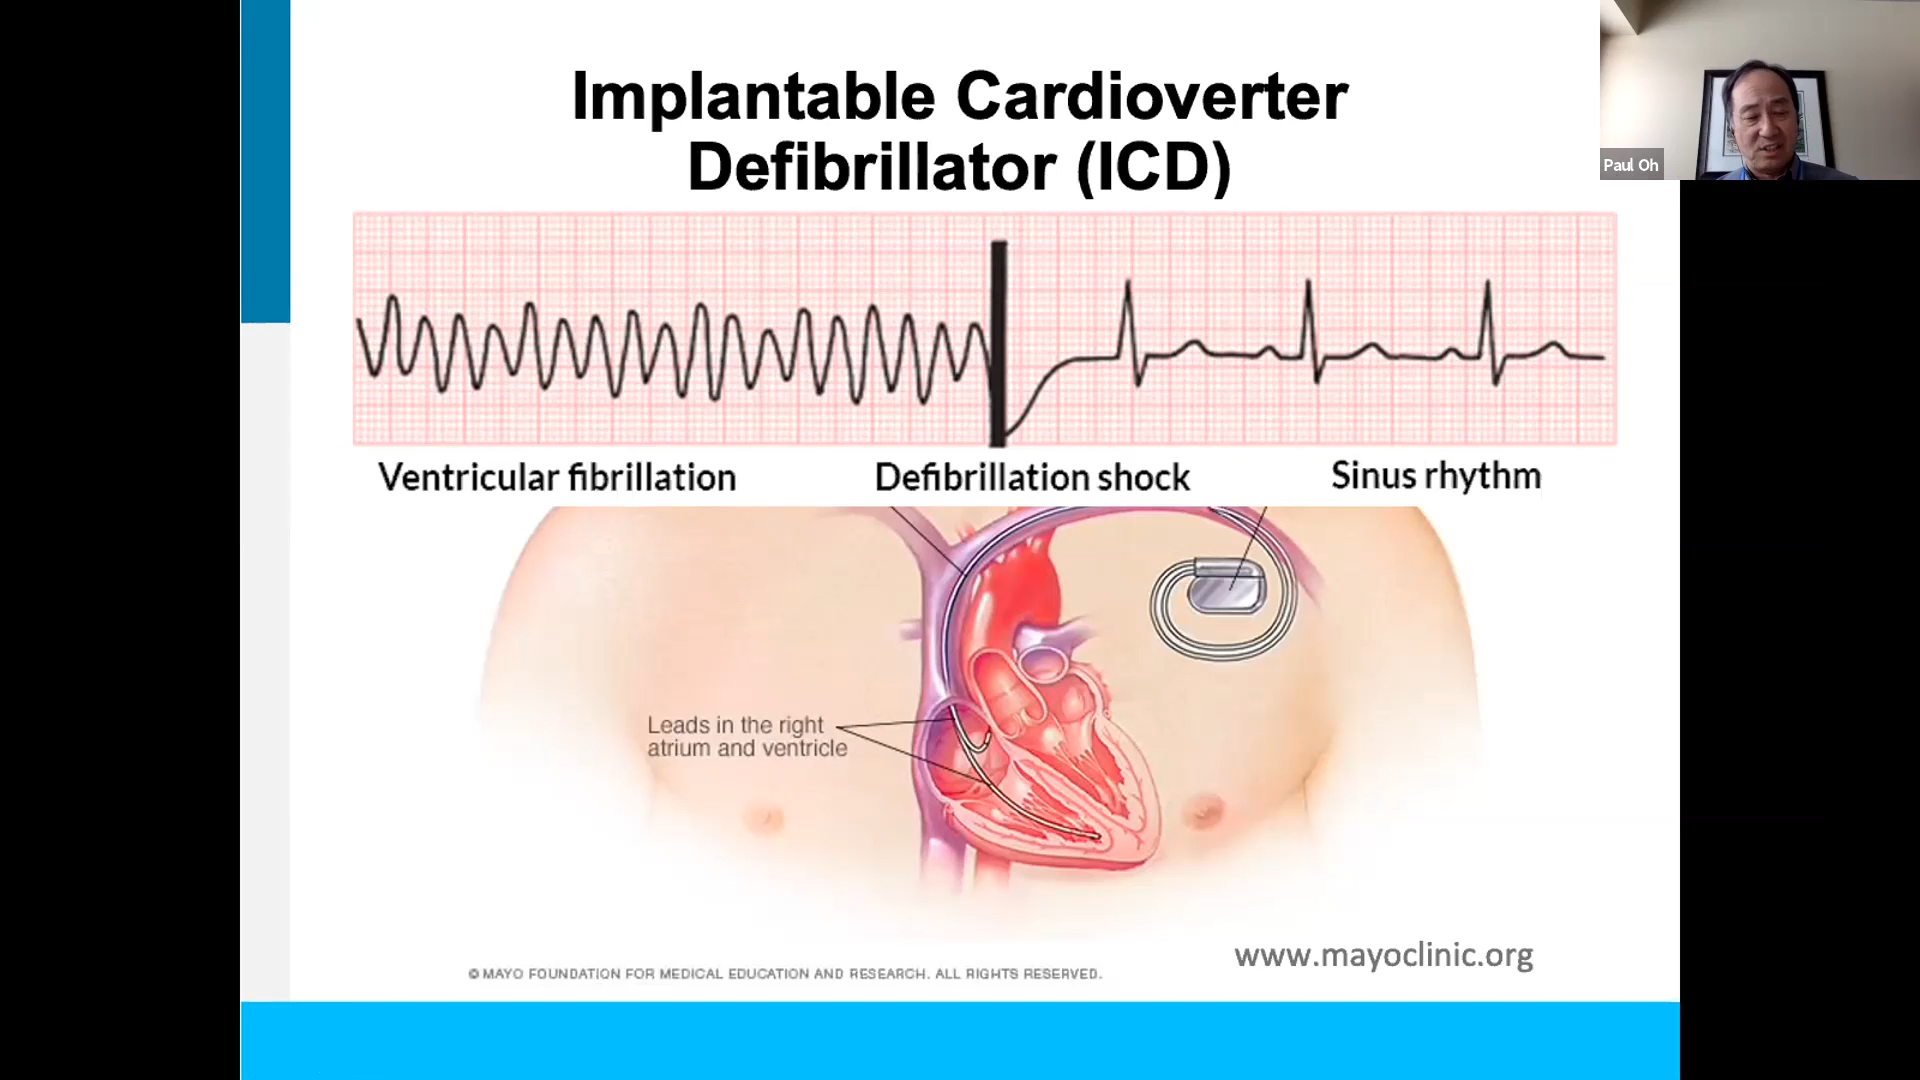 Implantable Cardioverter
Defibrillator (ICD)
Paul Oh
Ventricular fibrillation
Defibrillation shock
Sinus rhythm
Leads in the right
atrium and ventricle
www.mayoclinic.org
© MAYO FOUNDATION FOR MEDICAL EDUCATION AND RESEARCH. ALL RIGHTS RESERVED.